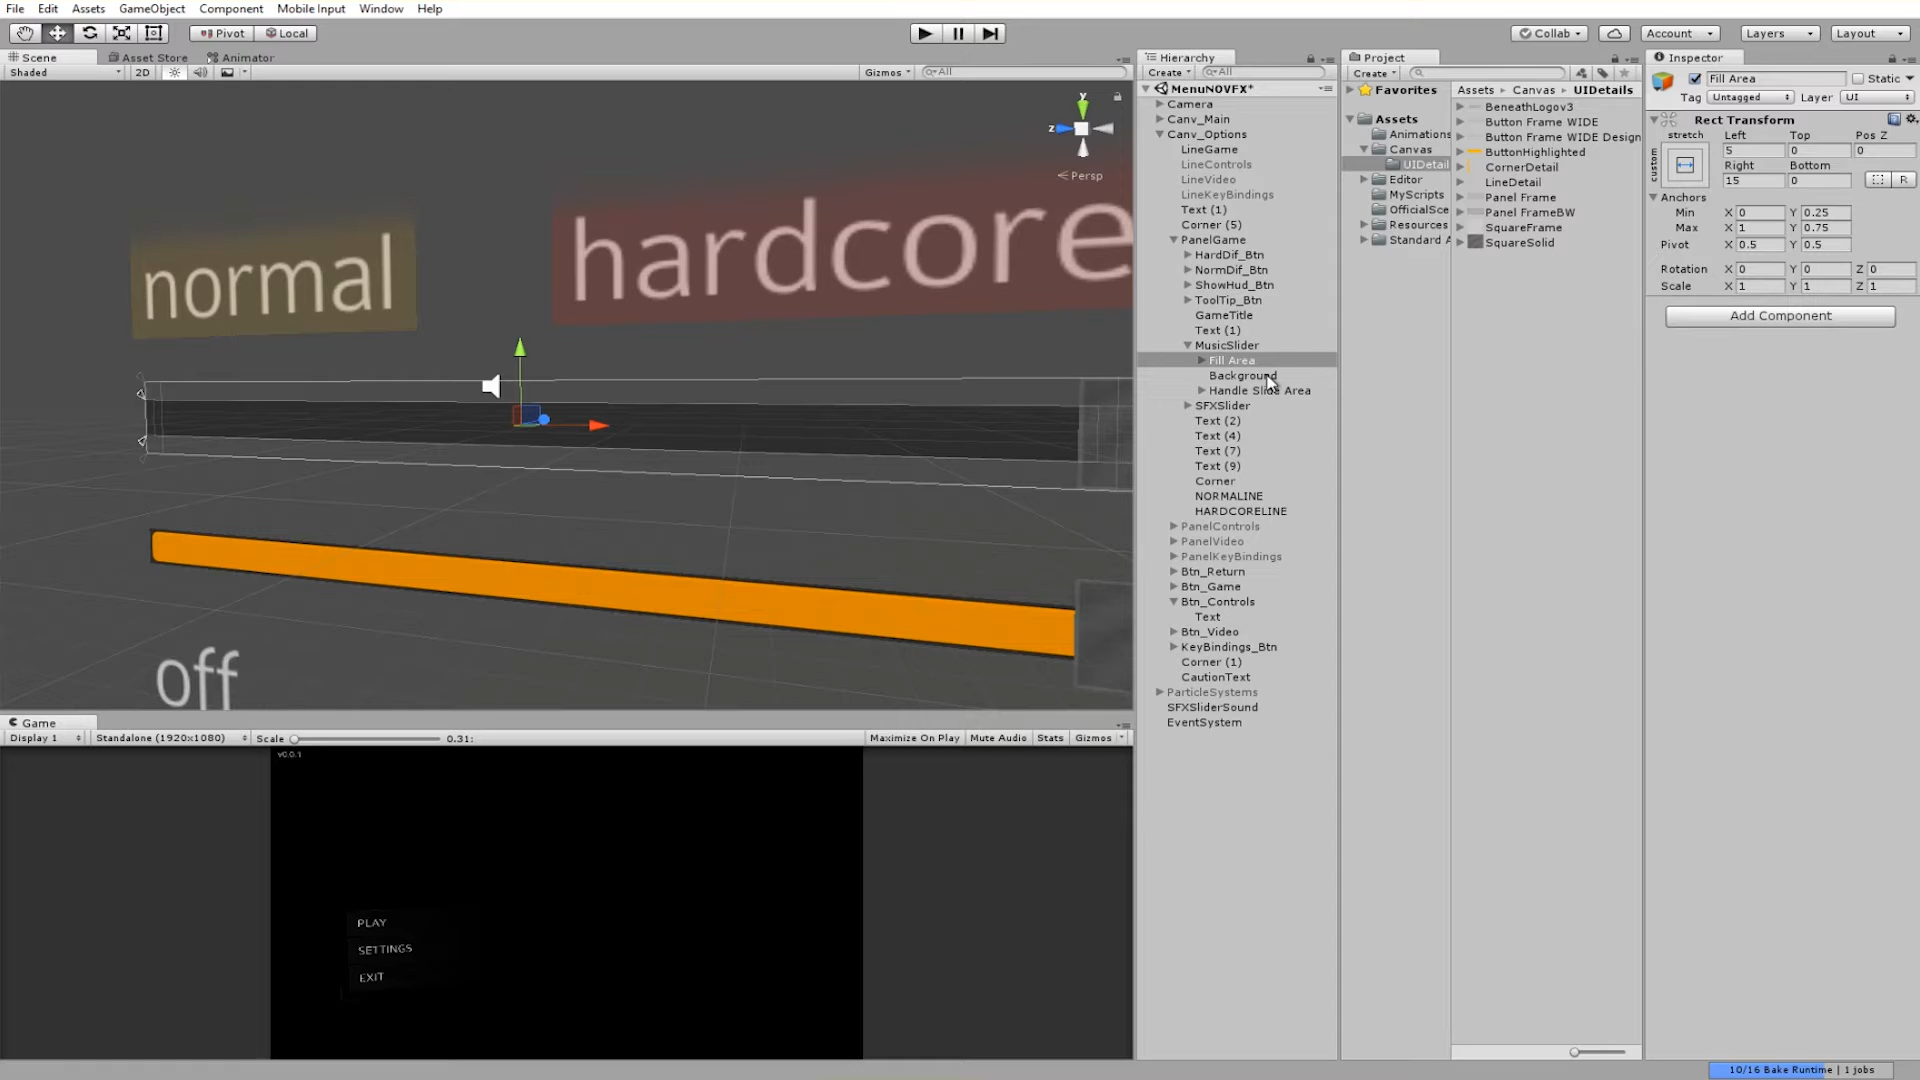 File Edit Assets GameObject Component Mobile Input Window Help
Pivot Local Collab Account Layers Layout
Scene Asset Store Animator
Shaded 2D Gizmos All
y
z
Persp
normal
hardcore
off
Game
Display 1 Standalone (1920x1080) Scale 0.31: Maximize On Play Mute Audio Stats Gizmos
v0.0.1
PLAY
SETTINGS
EXIT
Hierarchy
Create All
MenuNOVFX*
Camera
Canv_Main
Canv_Options
LineGame
LineControls
LineVideo
LineKeyBindings
Text (1)
Corner (5)
PanelGame
HardDif_Btn
NormDif_Btn
ShowHud_Btn
ToolTip_Btn
GameTitle
Text (1)
MusicSlider
Fill Area
Background
Handle Slide Area
SFXSlider
Text (2)
Text (4)
Text (7)
Text (9)
Corner
NORMALINE
HARDCORELINE
PanelControls
PanelVideo
PanelKeyBindings
Btn_Return
Btn_Game
Btn_Controls
Text
Btn_Video
KeyBindings_Btn
Corner (1)
CautionText
ParticleSystems
SFXSliderSound
EventSystem
Project
Create
Favorites
Assets
Animations
Canvas
UIDetail
Editor
MyScripts
OfficialSce
Resources
Standard A
Assets Canvas UIDetails
BeneathLogov3
Button Frame WIDE
Button Frame WIDE Design
ButtonHighlighted
CornerDetail
LineDetail
Panel Frame
Panel FrameBW
SquareFrame
SquareSolid
Inspector
Fill Area Static
Tag Untagged Layer UI
Rect Transform
stretch Left Top Pos Z
custom 5 0 0
Right Bottom
15 0 R
Anchors
Min X 0 Y 0.25
Max X 1 Y 0.75
Pivot X 0.5 Y 0.5
Rotation X 0 Y 0 Z 0
Scale X 1 Y 1 Z 1
Add Component
10/16 Bake Runtime | 1 jobs